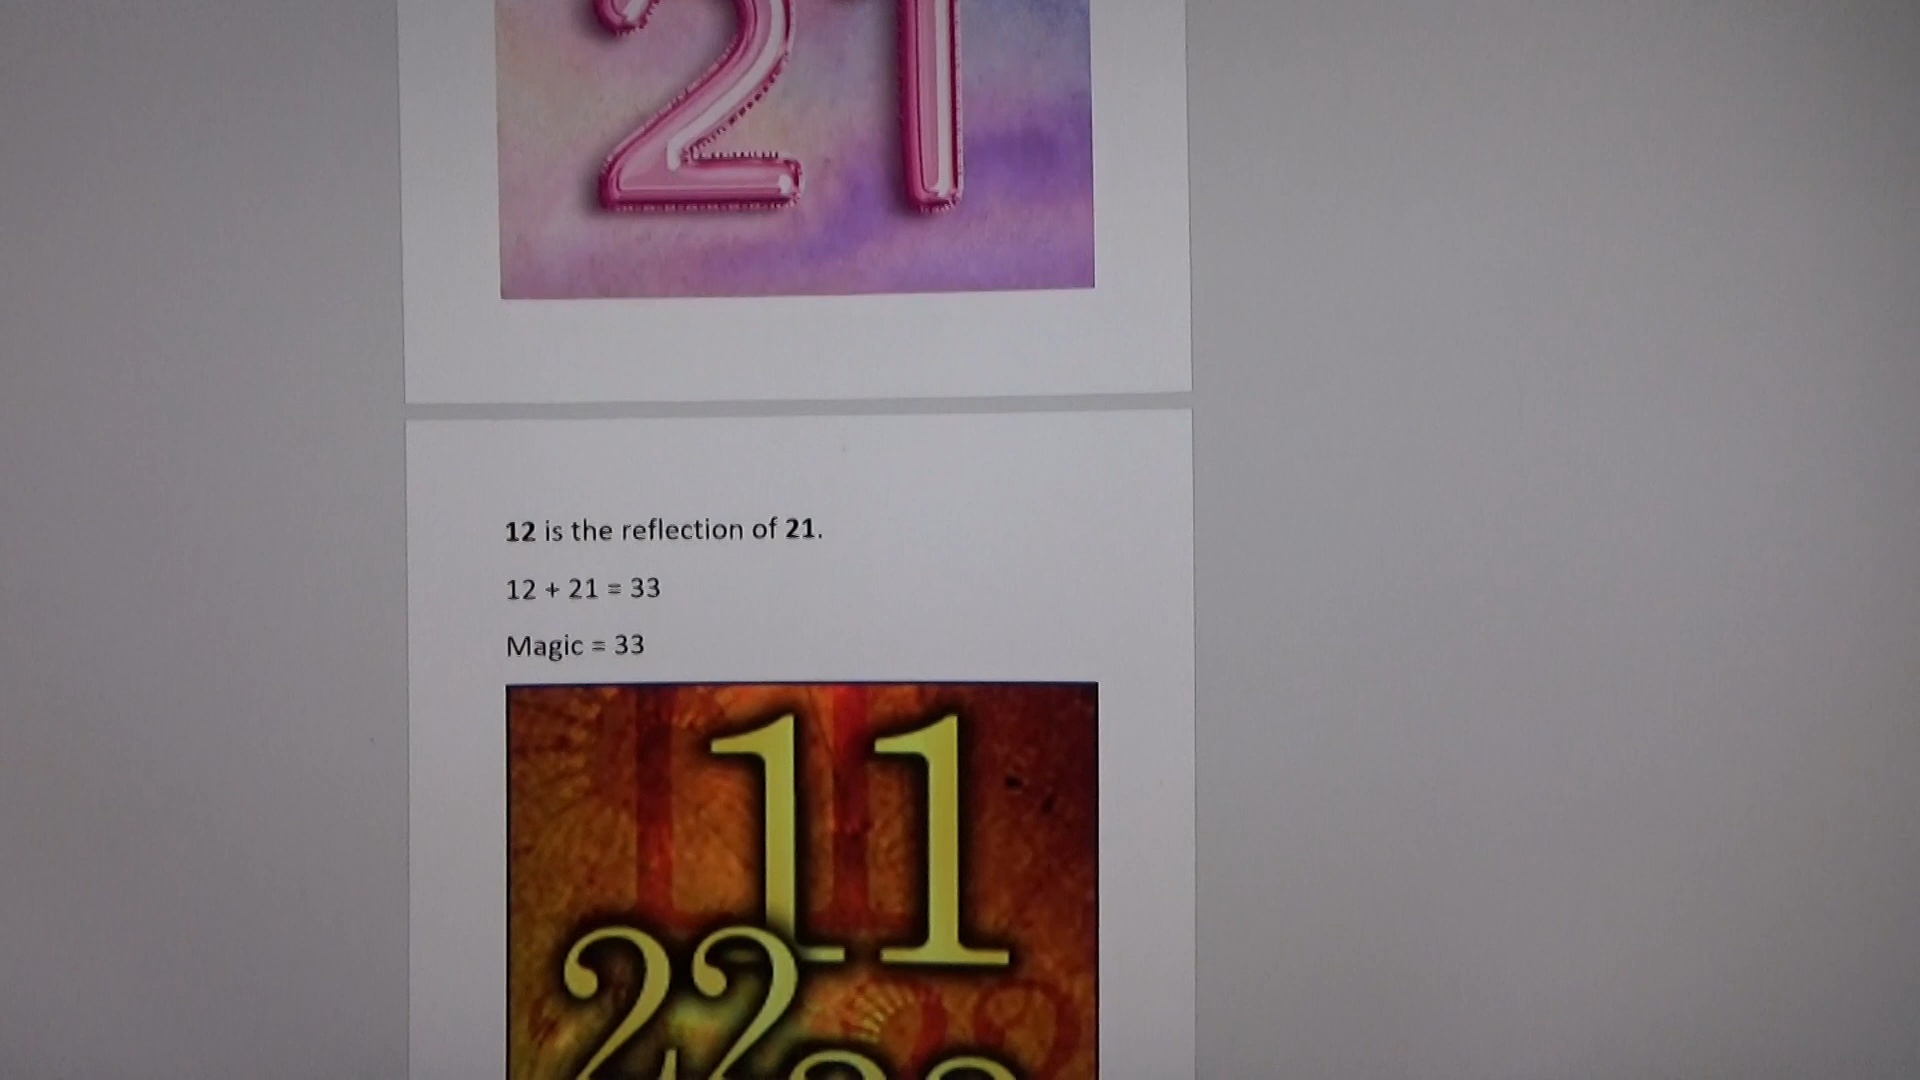 21
12 is the reflection of 21.
12 + 21 = 33
Magic = 33
11
22